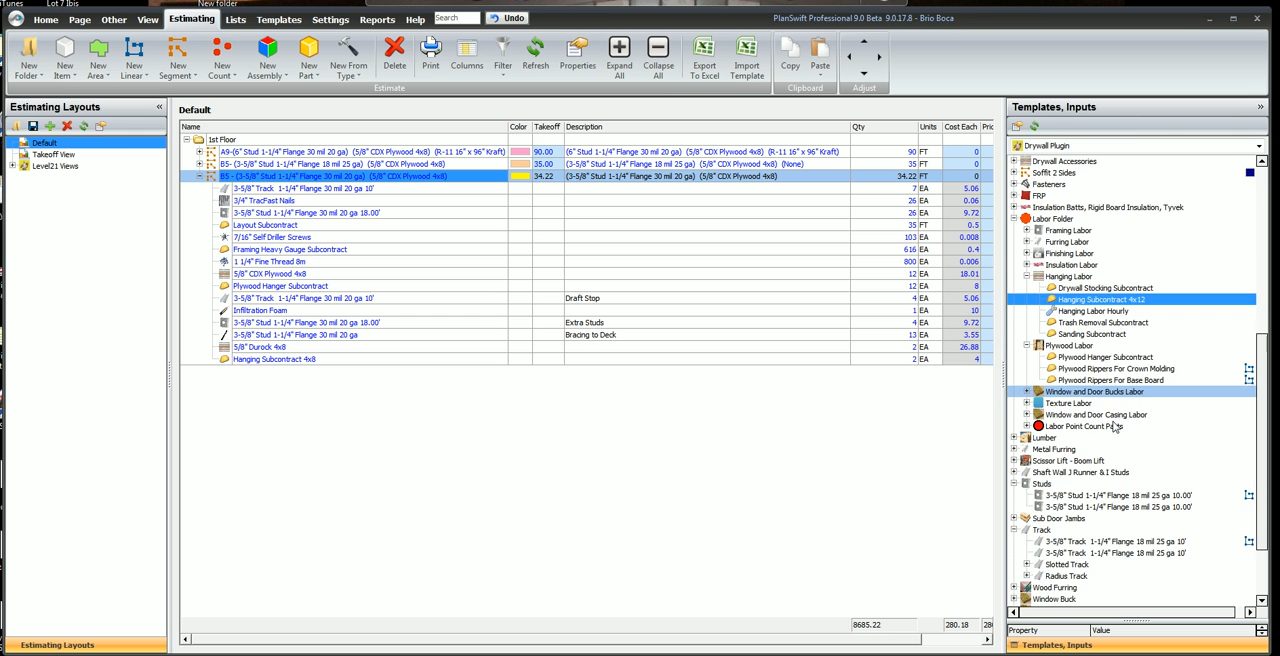 iTunes Lot 7 Ibis New folder
Home Page Other View Estimating Lists Templates Settings Reports Help Search Undo
PlanSwift Professional 9.0 Beta 9.0.17.8 - Brio Boca
New Folder
New Item
New Area
New Linear
New Segment
New Count
New Assembly
New Part
New From Type
Delete
Print
Columns
Filter
Refresh
Properties
Expand All
Collapse All
Export To Excel
Import Template
Copy
Paste
Estimate
Clipboard
Adjust
Estimating Layouts «
Default
Takeoff View
Level21 Views
Estimating Layouts
Default
Name Color Takeoff Description Qty Units Cost Each
1st Floor
A9-(6" Stud 1-1/4" Flange 30 mil 20 ga) (5/8" CDX Plywood 4x8) (R-11 16" x 96" Kraft) 90.00 (6" Stud 1-1/4" Flange 30 mil 20 ga) (5/8" CDX Plywood 4x8) (R-11 16" x 96" Kraft) 90 FT 0
B5- (3-5/8" Stud 1-1/4" Flange 18 mil 25 ga) (5/8" CDX Plywood 4x8) 35.00 (3-5/8" Stud 1-1/4" Flange 18 mil 25 ga) (5/8" CDX Plywood 4x8) (None) 35 FT 0
B5 - (3-5/8" Stud 1-1/4" Flange 30 mil 20 ga) (5/8" CDX Plywood 4x8) 34.22 (3-5/8" Stud 1-1/4" Flange 30 mil 20 ga) (5/8" CDX Plywood 4x8) 34.22 FT 0
3-5/8" Track 1-1/4" Flange 30 mil 20 ga 10' 7 EA 5.06
3/4" TracFast Nails 26 EA 0.06
3-5/8" Stud 1-1/4" Flange 30 mil 20 ga 18.00' 26 EA 9.72
Layout Subcontract 35 FT 0.5
7/16" Self Driller Screws 103 EA 0.008
Framing Heavy Gauge Subcontract 616 EA 0.4
1 1/4" Fine Thread 8m 800 EA 0.006
5/8" CDX Plywood 4x8 12 EA 18.01
Plywood Hanger Subcontract 12 EA 8
3-5/8" Track 1-1/4" Flange 30 mil 20 ga 10' Draft Stop 4 EA 5.06
Infiltration Foam 1 EA 10
3-5/8" Stud 1-1/4" Flange 30 mil 20 ga 18.00' Extra Studs 4 EA 9.72
3-5/8" Stud 1-1/4" Flange 30 mil 20 ga Bracing to Deck 13 EA 3.55
5/8" Durock 4x8 2 EA 26.88
Hanging Subcontract 4x8 2 EA 4
8685.22 280.18
Templates, Inputs »
Drywall Plugin
Drywall Accessories
Soffit 2 Sides
Fasteners
FRP
Insulation Batts, Rigid Board Insulation, Tyvek
Labor Folder
Framing Labor
Furring Labor
Finishing Labor
Insulation Labor
Hanging Labor
Drywall Stocking Subcontract
Hanging Subcontract 4x12
Hanging Labor Hourly
Trash Removal Subcontract
Sanding Subcontract
Plywood Labor
Plywood Hanger Subcontract
Plywood Rippers For Crown Molding
Plywood Rippers For Base Board
Window and Door Bucks Labor
Texture Labor
Window and Door Casing Labor
Labor Point Count Parts
Lumber
Metal Furring
Scissor Lift - Boom Lift
Shaft Wall J Runner & I Studs
Studs
3-5/8" Stud 1-1/4" Flange 18 mil 25 ga 10.00'
3-5/8" Stud 1-1/4" Flange 18 mil 25 ga 10.00'
Sub Door Jambs
Track
3-5/8" Track 1-1/4" Flange 18 mil 25 ga 10'
3-5/8" Track 1-1/4" Flange 18 mil 25 ga 10'
Slotted Track
Radius Track
Wood Furring
Window Buck
Property Value
Templates, Inputs